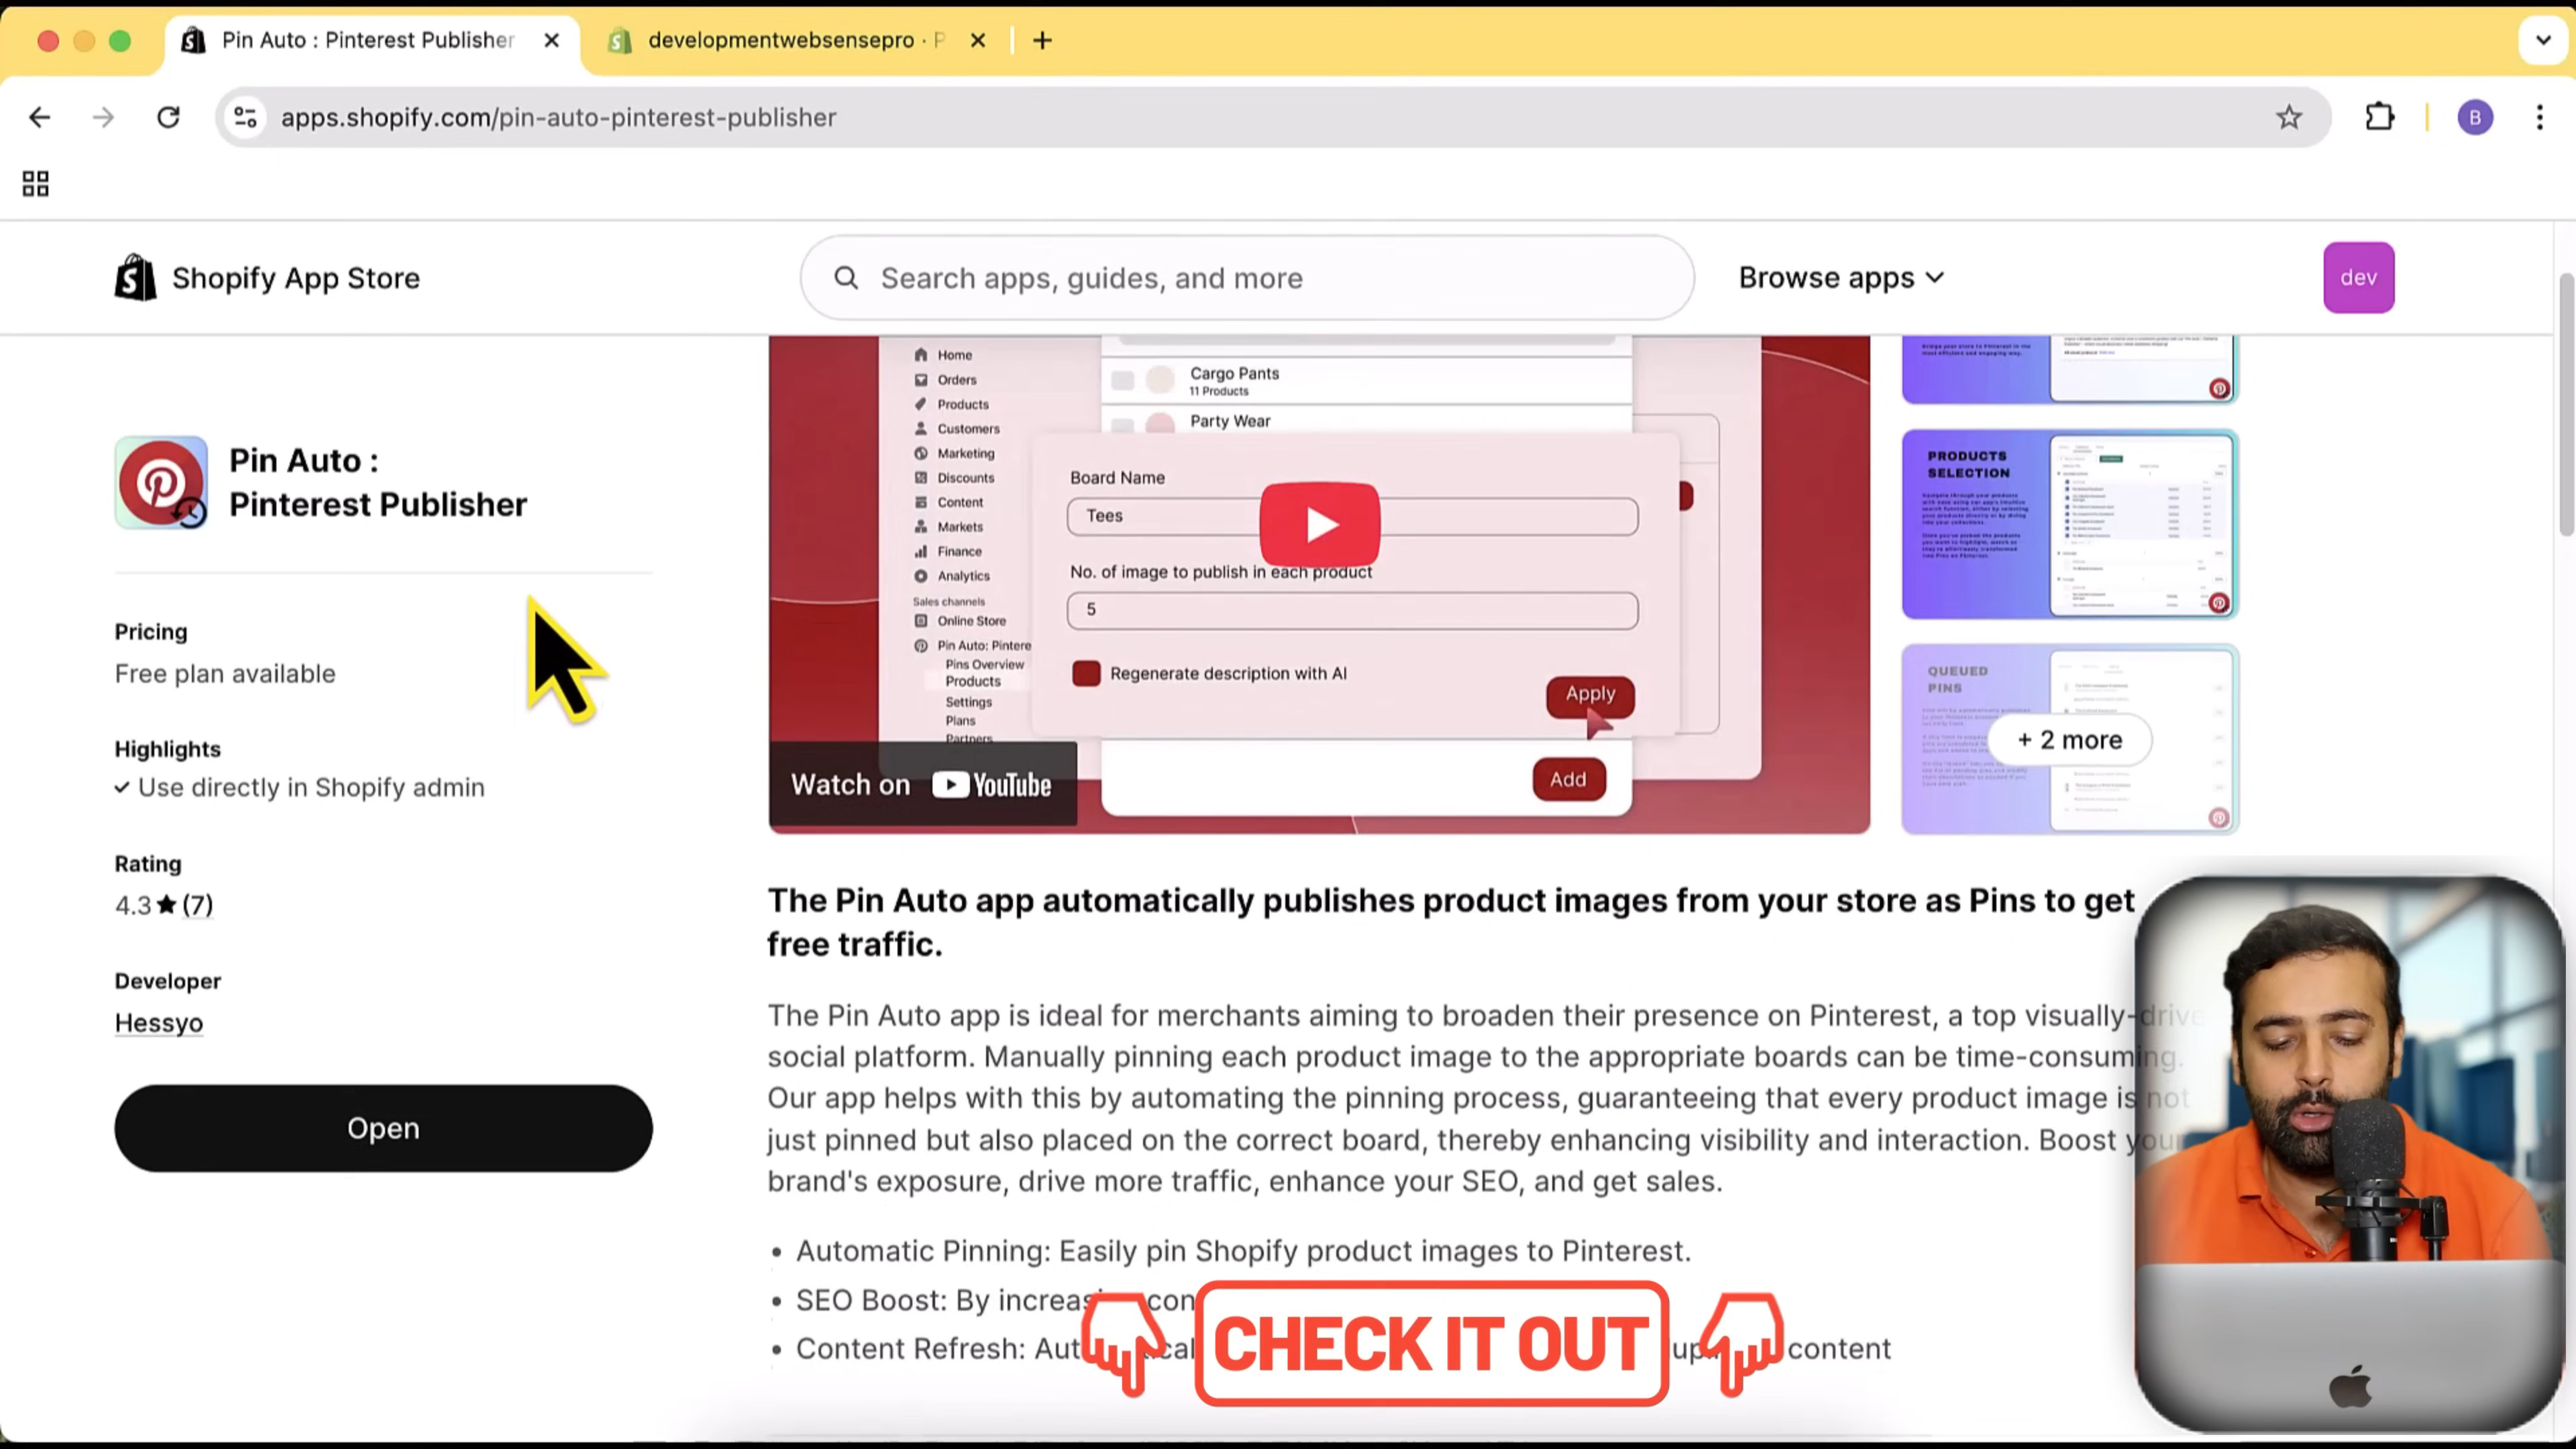 Pin Auto : Pinterest Publisher
developmentwebsensepro · P
apps.shopify.com/pin-auto-pinterest-publisher
B
Shopify App Store
Search apps, guides, and more
Browse apps
dev
Pin Auto :
Pinterest Publisher
Pricing
Free plan available
Highlights
Use directly in Shopify admin
Rating
4.3 ★ (7)
Developer
Hessyo
Open
Home
Orders
Products
Customers
Marketing
Discounts
Content
Markets
Finance
Analytics
Sales channels
Online Store
Pin Auto: Pintere
Pins Overview
Products
Settings
Plans
Partners
Cargo Pants
11 Products
Party Wear
Board Name
Tees
No. of image to publish in each product
5
Regenerate description with AI
Apply
Add
Watch on YouTube
PRODUCTS
SELECTION
QUEUED
PINS
+ 2 more
The Pin Auto app automatically publishes product images from your store as Pins to get
free traffic.
The Pin Auto app is ideal for merchants aiming to broaden their presence on Pinterest, a top visually-drive
social platform. Manually pinning each product image to the appropriate boards can be time-consuming.
Our app helps with this by automating the pinning process, guaranteeing that every product image is not
just pinned but also placed on the correct board, thereby enhancing visibility and interaction. Boost your
brand's exposure, drive more traffic, enhance your SEO, and get sales.
• Automatic Pinning: Easily pin Shopify product images to Pinterest.
• SEO Boost: By increasi con
• Content Refresh: Aut cal up content
CHECK IT OUT